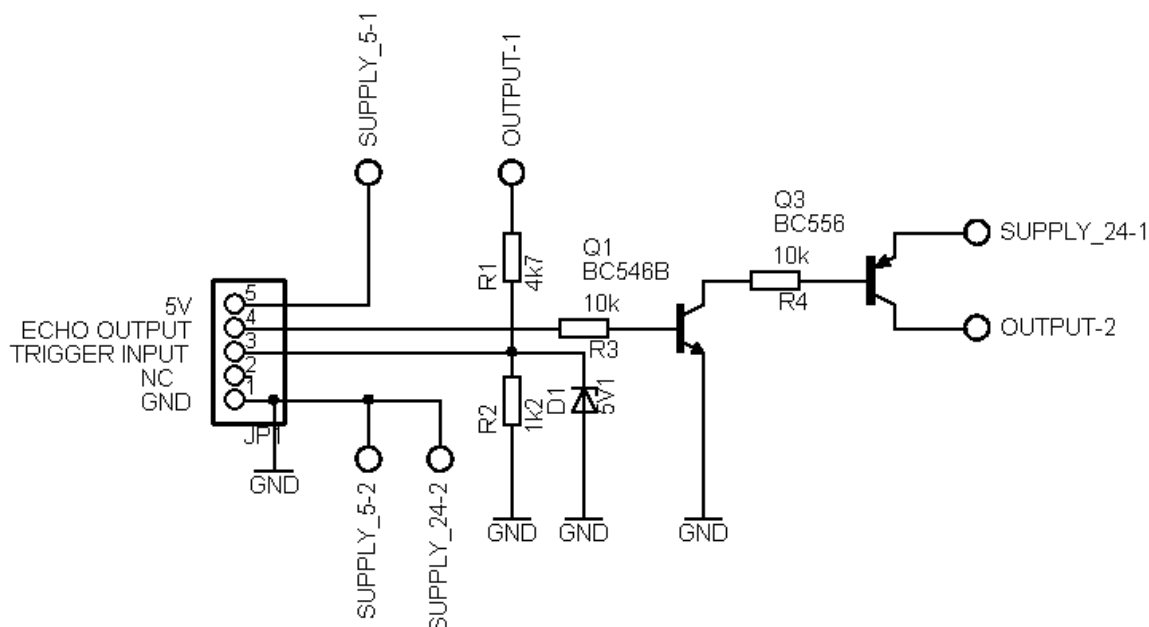 SUPPLY_5-1
OUTPUT-1
Q3
BC556
10k
R4
SUPPLY_24-1
OUTPUT-2
Q1
BC546B
10k
R3
R1
4k7
5V
5
ECHO OUTPUT
4
TRIGGER INPUT
3
NC
2
GND
1
JP1
GND
R2
1k2
D1
5V1
GND
GND
GND
SUPPLY_5-2
SUPPLY_24-2